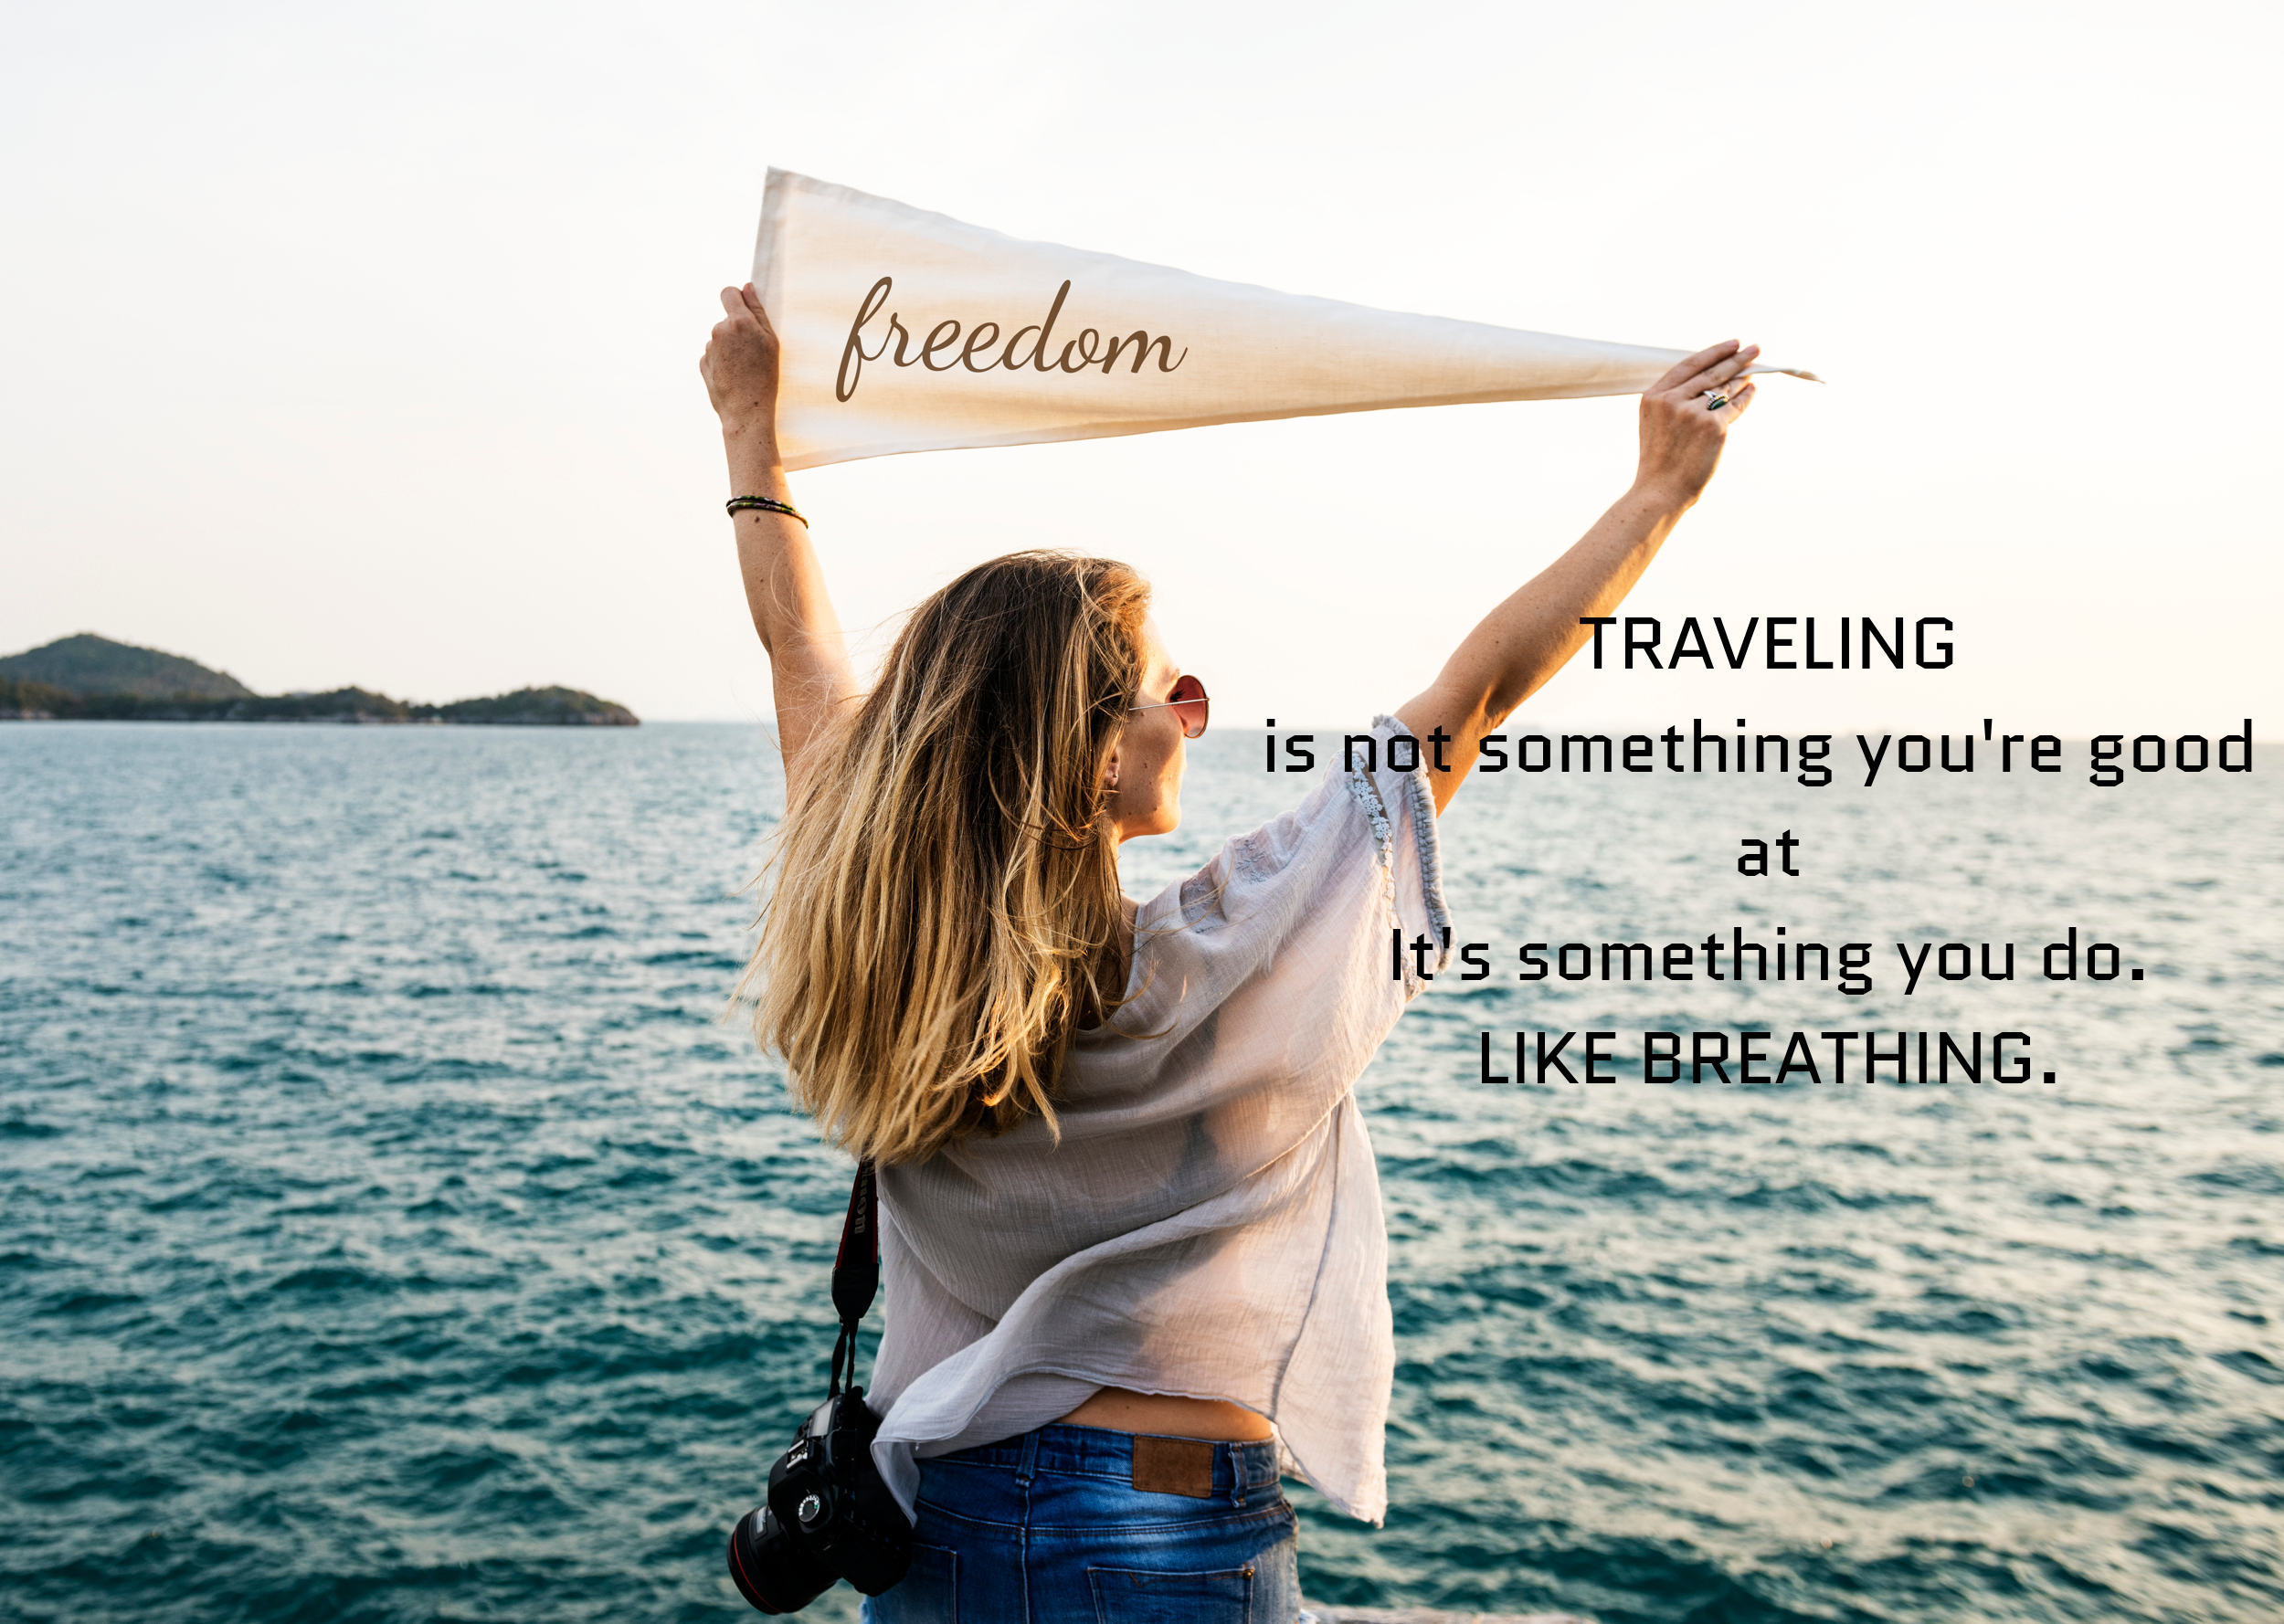 freedom
TRAVELING
is not something you're good
at
It's something you do.
LIKE BREATHING.